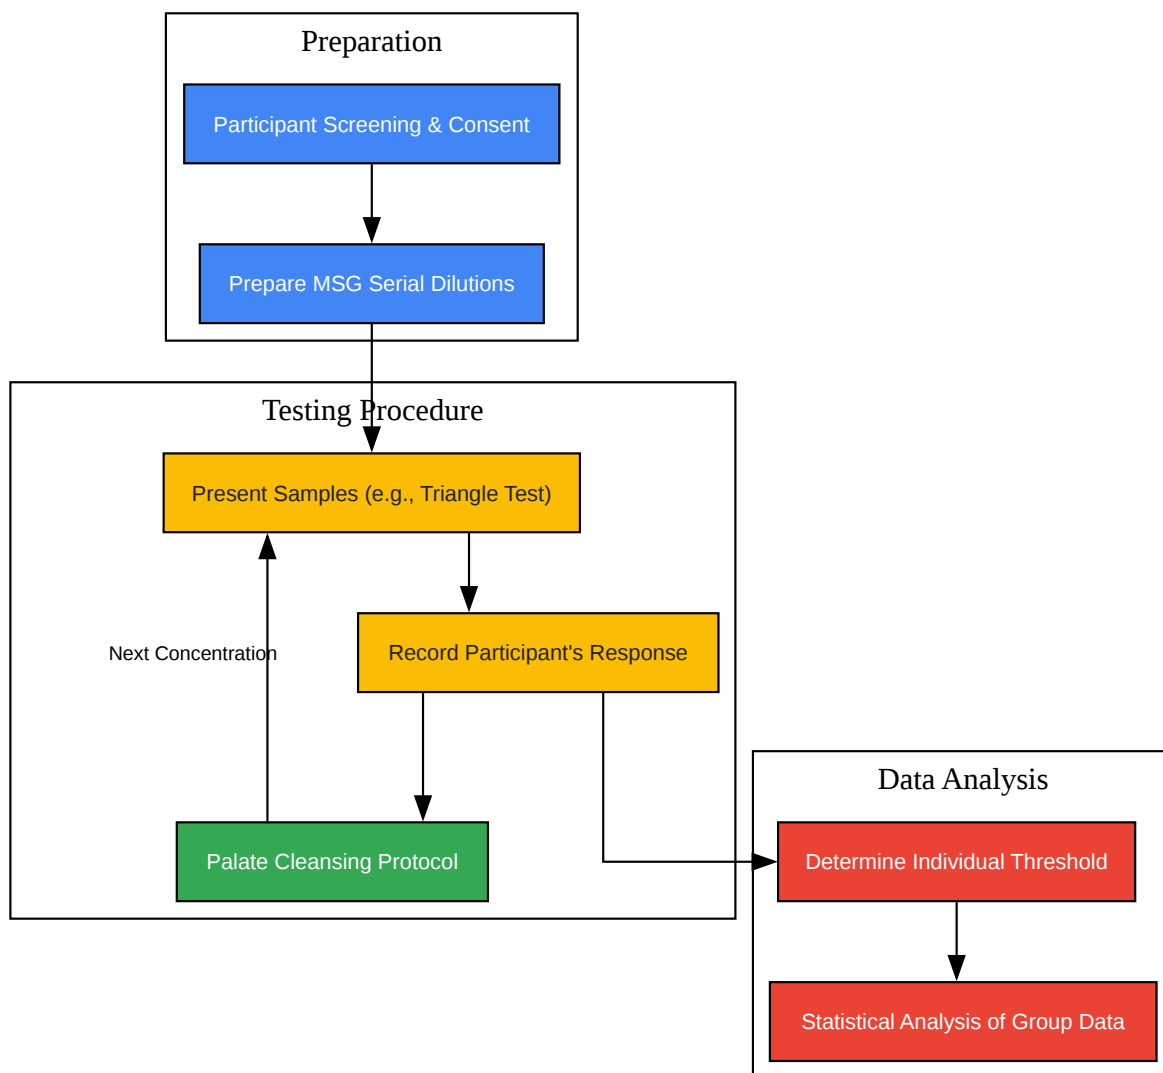 Preparation
Participant Screening & Consent
Prepare MSG Serial Dilutions
Testing Procedure
Present Samples (e.g., Triangle Test)
Next Concentration
Record Participant's Response
Palate Cleansing Protocol
Data Analysis
Determine Individual Threshold
Statistical Analysis of Group Data